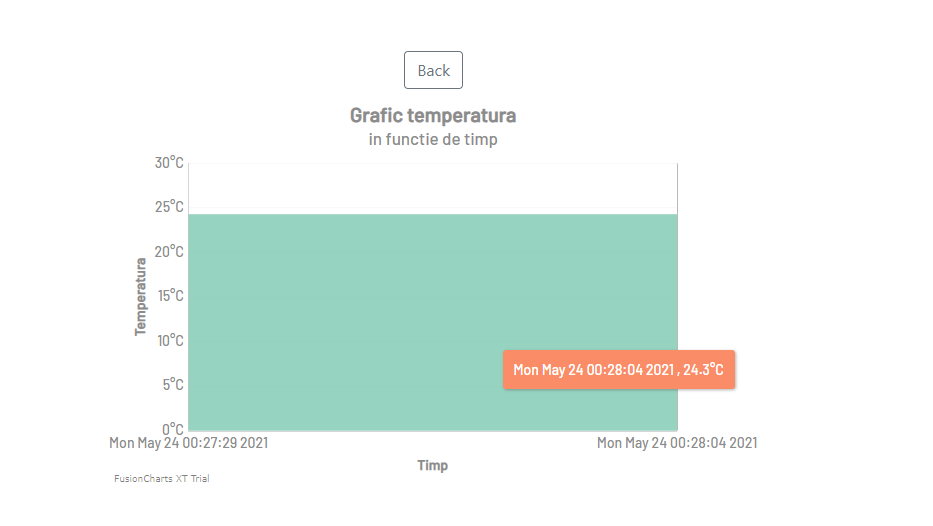 Back
Grafic temperatura
in functie de timp
30°C
25°C
20°C
15°C
10°C
5°C
0°C
Temperatura
Mon May 24 00:28:04 2021 , 24.3°C
Mon May 24 00:27:29 2021
Mon May 24 00:28:04 2021
Timp
FusionCharts XT Trial